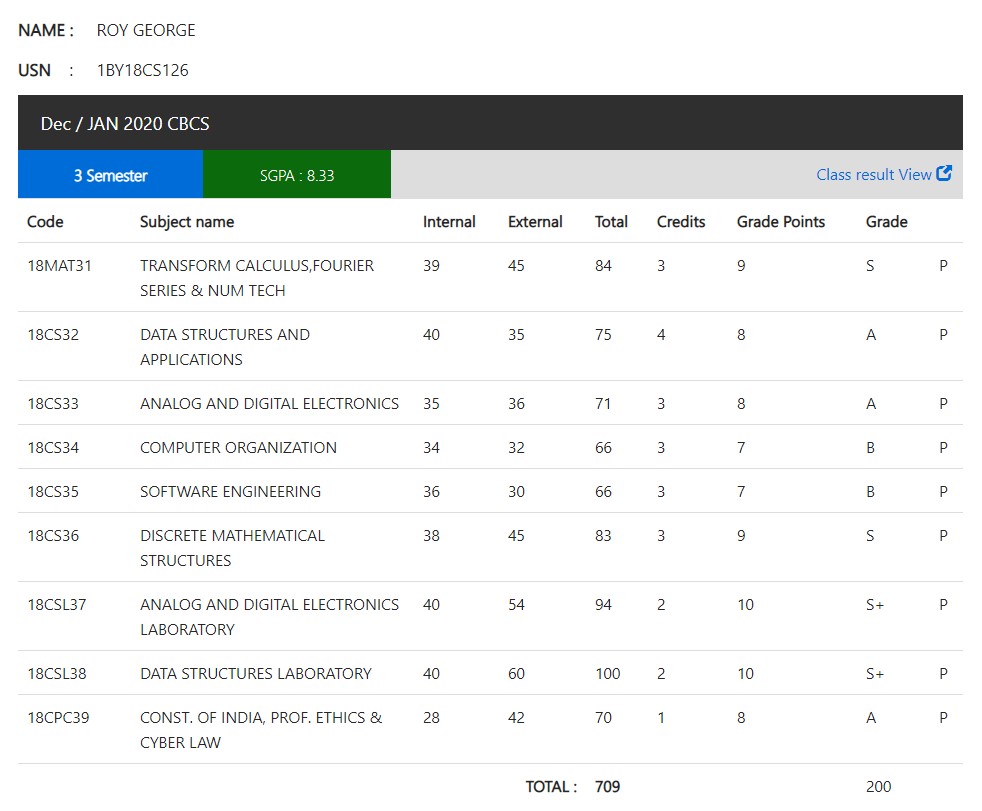 NAME : ROY GEORGE
USN : 1BY18CS126
Dec / JAN 2020 CBCS
3 Semester SGPA : 8.33 Class result View
Code Subject name Internal External Total Credits Grade Points Grade
18MAT31 TRANSFORM CALCULUS,FOURIER 39 45 84 3 9 S P
SERIES & NUM TECH
18CS32 DATA STRUCTURES AND 40 35 75 4 8 A P
APPLICATIONS
18CS33 ANALOG AND DIGITAL ELECTRONICS 35 36 71 3 8 A P
18CS34 COMPUTER ORGANIZATION 34 32 66 3 7 B P
18CS35 SOFTWARE ENGINEERING 36 30 66 3 7 B P
18CS36 DISCRETE MATHEMATICAL 38 45 83 3 9 S P
STRUCTURES
18CSL37 ANALOG AND DIGITAL ELECTRONICS 40 54 94 2 10 S+ P
LABORATORY
18CSL38 DATA STRUCTURES LABORATORY 40 60 100 2 10 S+ P
18CPC39 CONST. OF INDIA, PROF. ETHICS & 28 42 70 1 8 A P
CYBER LAW
TOTAL : 709 200